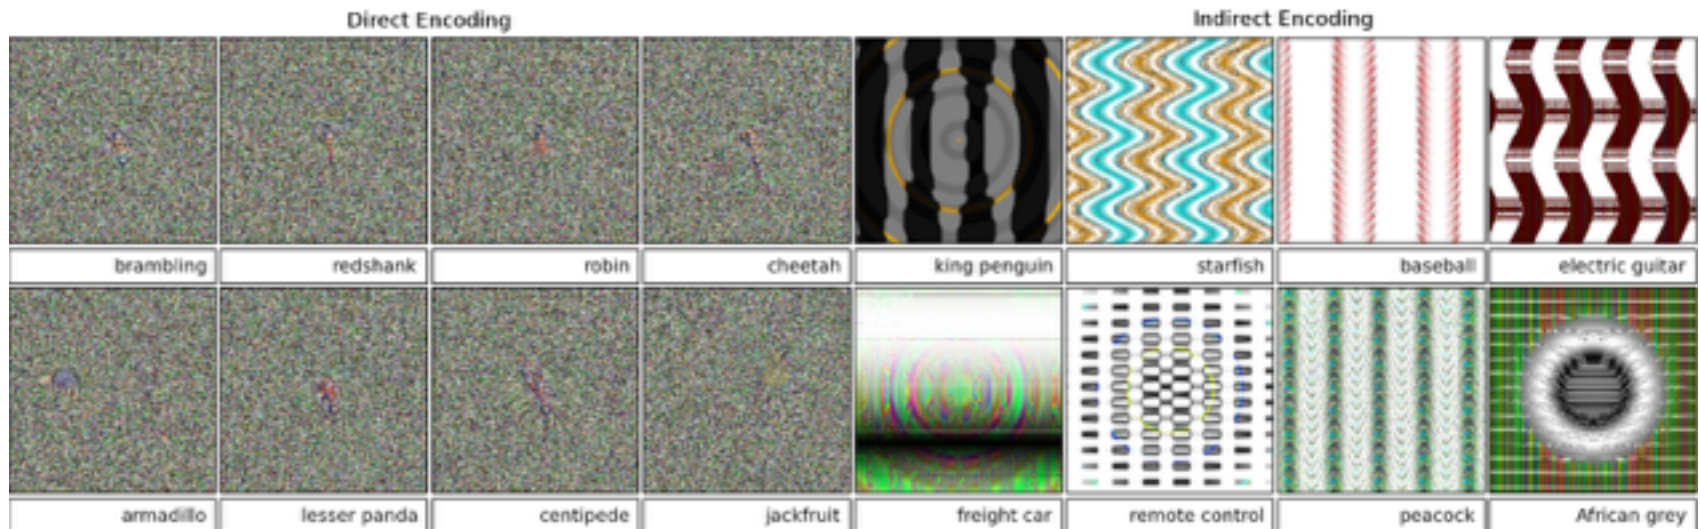 Direct Encoding Indirect Encoding
brambling redshank robin cheetah king penguin starfish baseball electric guitar
armadillo lesser panda centipede jackfruit freight car remote control peacock African grey